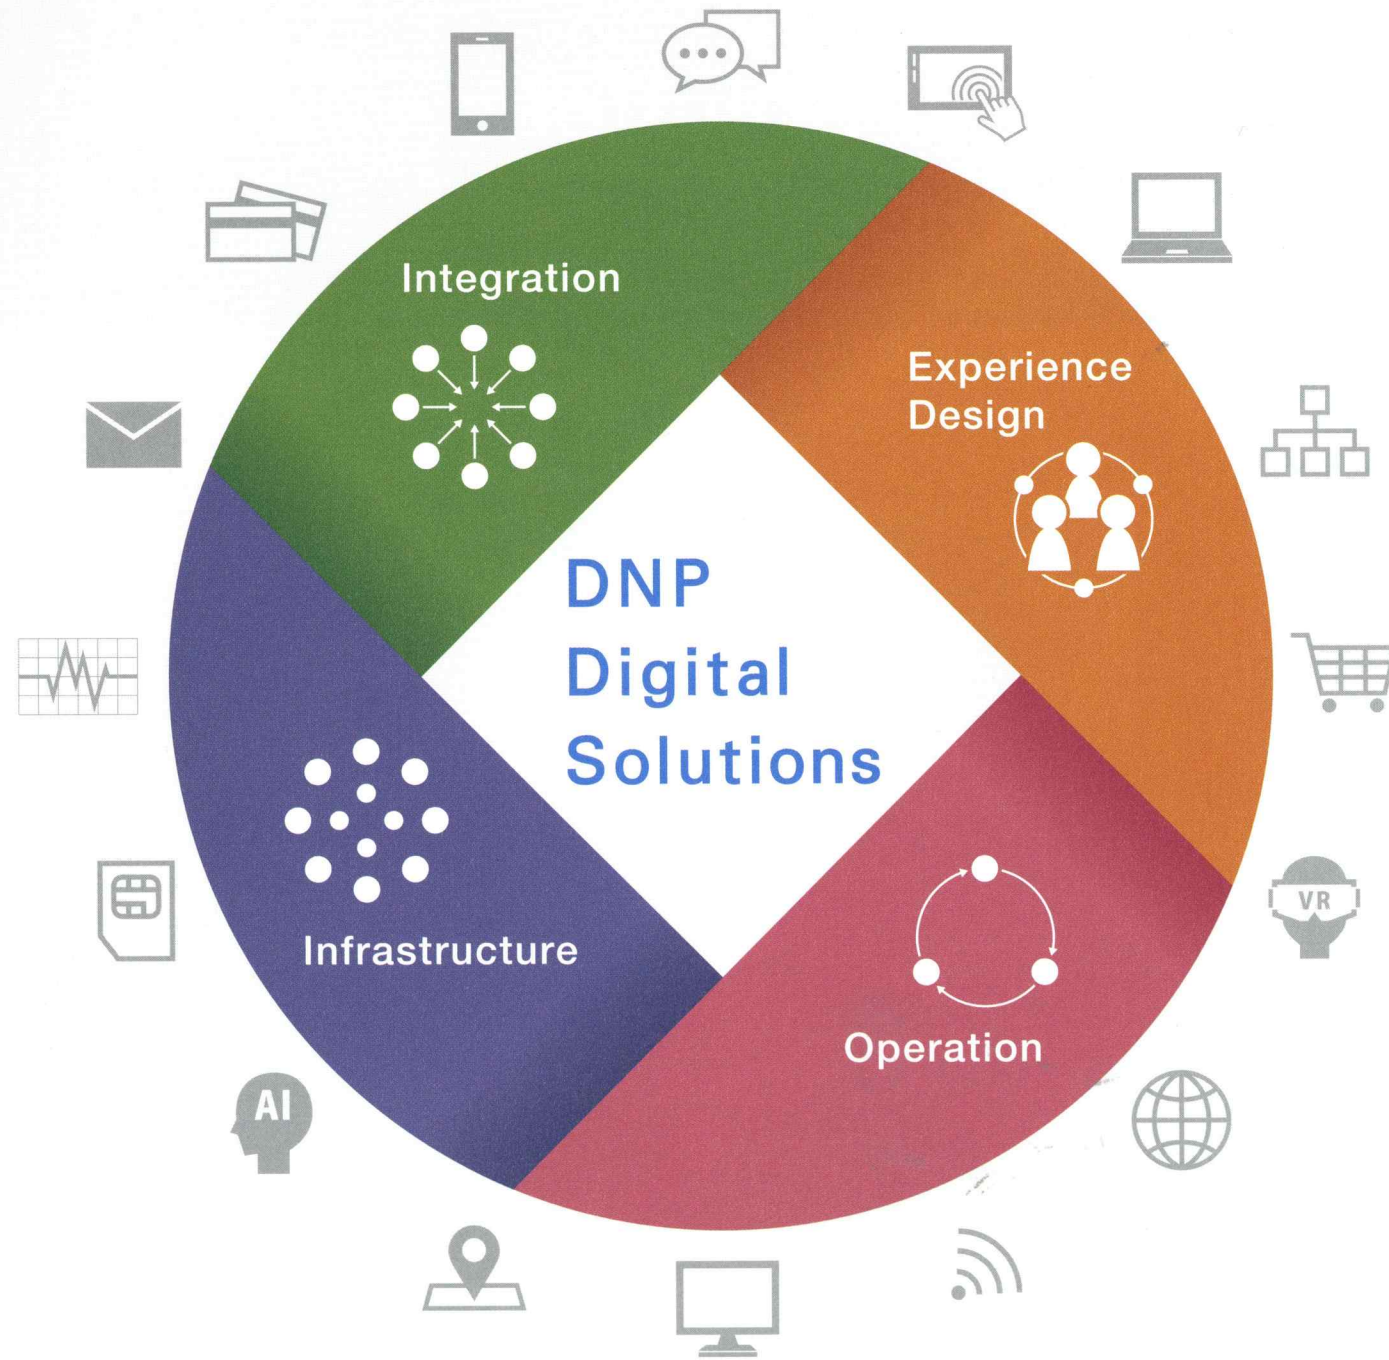 Integration
Experience
Design
DNP
Digital
Solutions
VR
Infrastructure
Operation
AI